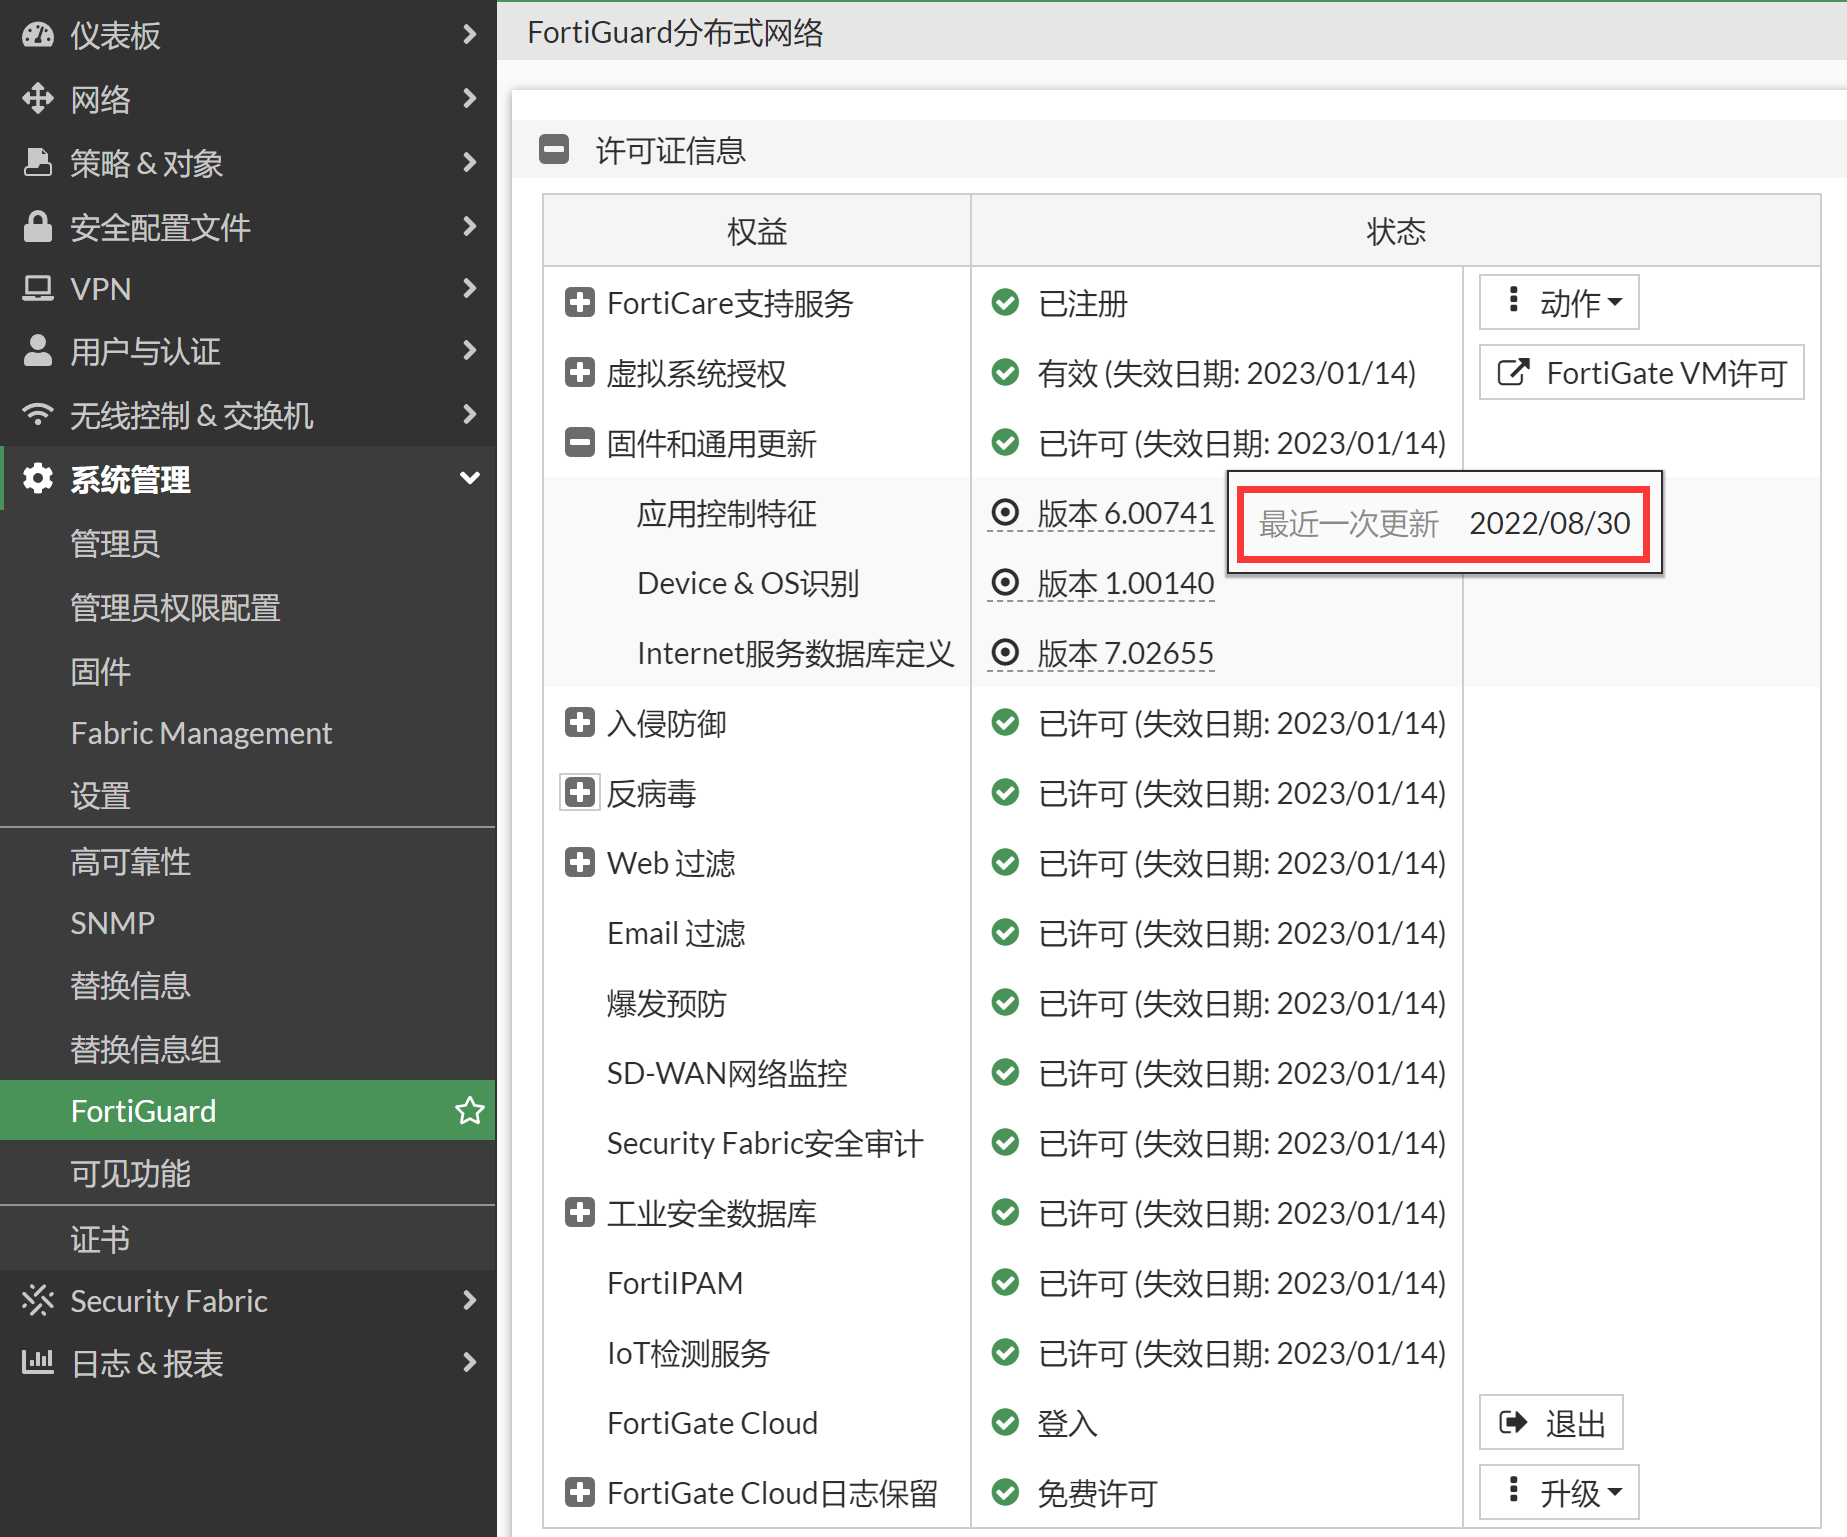 仪表板
网络
策略 & 对象
安全配置文件
VPN
用户与认证
无线控制 & 交换机
系统管理
管理员
管理员权限配置
固件
Fabric Management
设置
高可靠性
SNMP
替换信息
替换信息组
FortiGuard
可见功能
证书
Security Fabric
日志 & 报表
FortiGuard分布式网络
许可证信息
权益 状态
FortiCare支持服务 已注册 动作
虚拟系统授权 有效 (失效日期: 2023/01/14) FortiGate VM许可
固件和通用更新 已许可 (失效日期: 2023/01/14)
应用控制特征 版本 6.00741 最近一次更新 2022/08/30
Device & OS识别 版本 1.00140
Internet服务数据库定义 版本 7.02655
入侵防御 已许可 (失效日期: 2023/01/14)
反病毒 已许可 (失效日期: 2023/01/14)
Web 过滤 已许可 (失效日期: 2023/01/14)
Email 过滤 已许可 (失效日期: 2023/01/14)
爆发预防 已许可 (失效日期: 2023/01/14)
SD-WAN网络监控 已许可 (失效日期: 2023/01/14)
Security Fabric安全审计 已许可 (失效日期: 2023/01/14)
工业安全数据库 已许可 (失效日期: 2023/01/14)
FortiIPAM 已许可 (失效日期: 2023/01/14)
IoT检测服务 已许可 (失效日期: 2023/01/14)
FortiGate Cloud 登入 退出
FortiGate Cloud日志保留 免费许可 升级